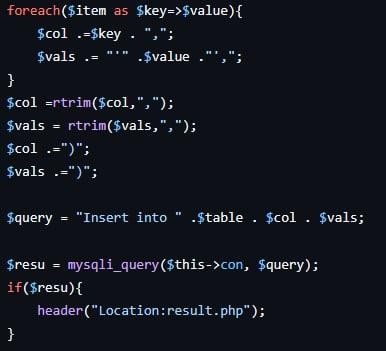 foreach($item as $key=>$value){
$col .=$key . ",";
$vals .= "'" .$value ."',";
}
$col =rtrim($col,",");
$vals = rtrim($vals,",");
$col .=")";
$vals .=")";
$query = "Insert into " .$table . $col . $vals;
$resu = mysqli_query($this->con, $query);
if($resu){
header("Location:result.php");
}